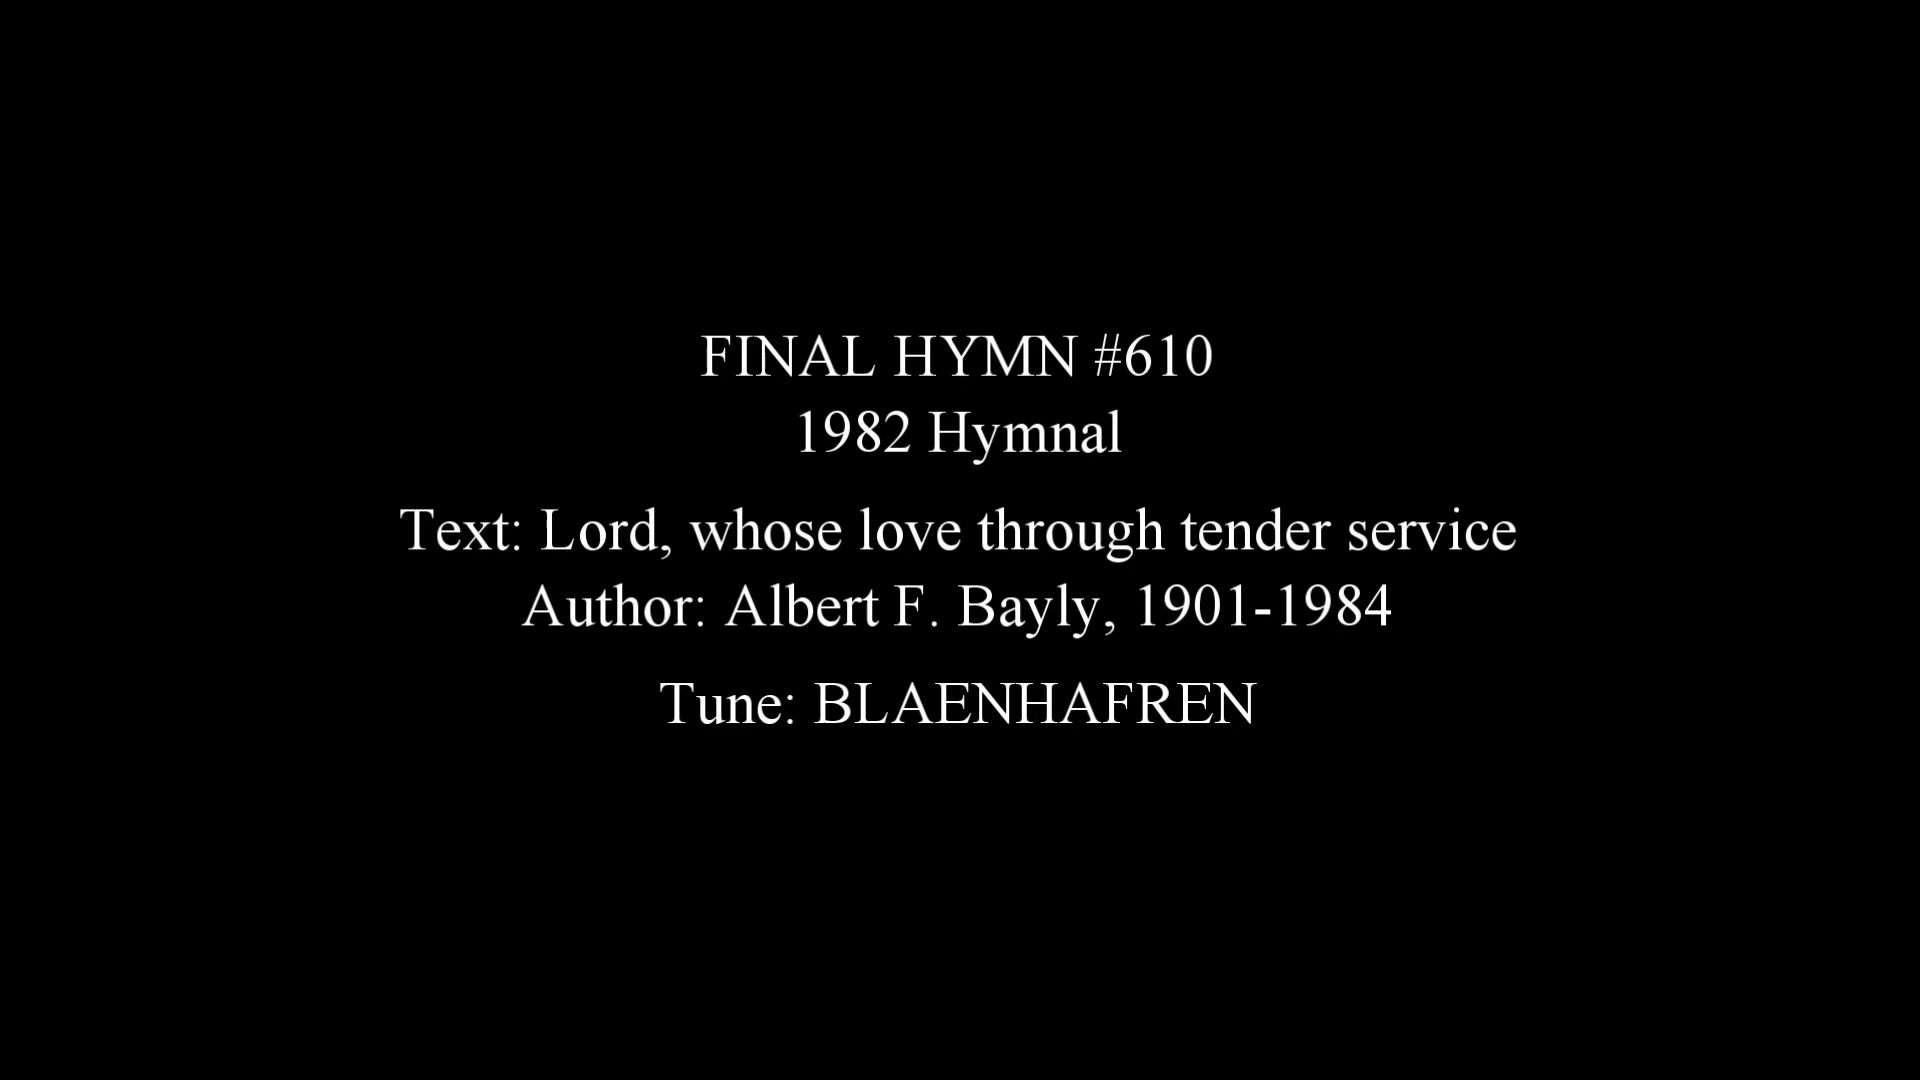 FINAL HYMN #610
1982 Hymnal
Text: Lord, whose love through tender service
Author: Albert F. Bayly, 1901-1984
Tune: BLAENHAFREN